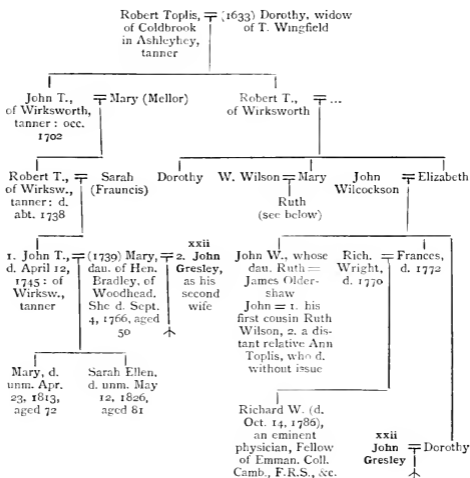 Robert Toplis, (1633) Dorothy, widow
of Coldbrook of T. Wingfield
in Ashleyhey,
tanner
John T., Mary (Mellor)
of Wirksworth,
tanner: occ.
1702
Robert T., ...
of Wirksworth
Robert T., Sarah
of Wirksw., (Frauncis)
tanner: d.
abt. 1738
Dorothy
W. Wilson Mary
Ruth
(see below)
John Elizabeth
Wilcockson
1. John T.,
d. April 12,
1745: of
Wirksw.,
tanner
(1739) Mary,
dau. of Hen.
Bradley, of
Woodhead.
She d. Sept.
4, 1766, aged
50
xxii
2. John
Gresley,
as his
second
wife
John W., whose
dau. Ruth =
James Older-
shaw
John = 1. his
first cousin Ruth
Wilson, 2. a dis-
tant relative Ann
Toplis, who d.
without issue
Rich. = Frances,
Wright, d. 1772
d. 1770
Mary, d.
unm. Apr.
23, 1813,
aged 72
Sarah Ellen,
d. unm. May
12, 1826,
aged 81
Richard W. (d.
Oct. 14, 1786),
an eminent
physician, Fellow
of Emman. Coll.
Camb., F.R.S., &c.
xxii
John Dorothy
Gresley